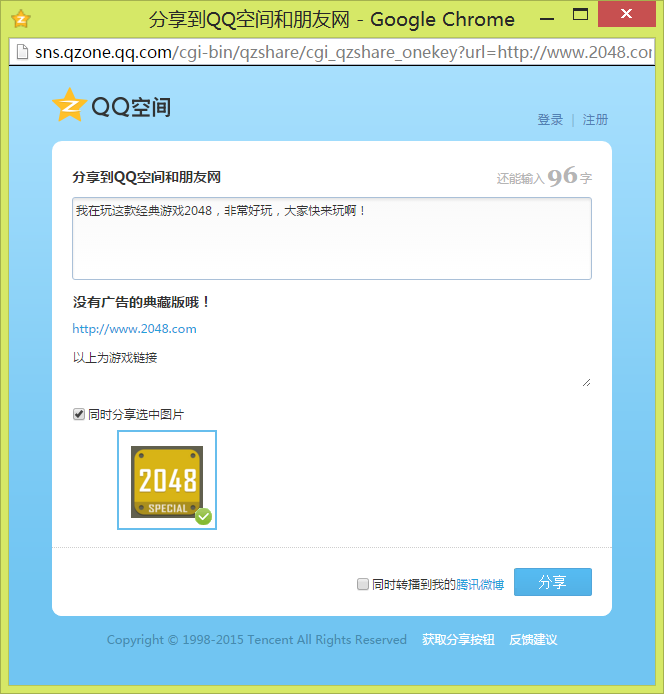 分享到QQ空间和朋友网 - Google Chrome
sns.qzone.qq.com/cgi-bin/qzshare/cgi_qzshare_onekey?url=http://www.2048.com
QQ空间
登录 | 注册
分享到QQ空间和朋友网
还能输入96字
我在玩这款经典游戏2048，非常好玩，大家快来玩啊！
没有广告的典藏版哦！
http://www.2048.com
以上为游戏链接
同时分享选中图片
2048
SPECIAL
同时转播到我的腾讯微博
分享
Copyright © 1998-2015 Tencent All Rights Reserved 获取分享按钮 反馈建议